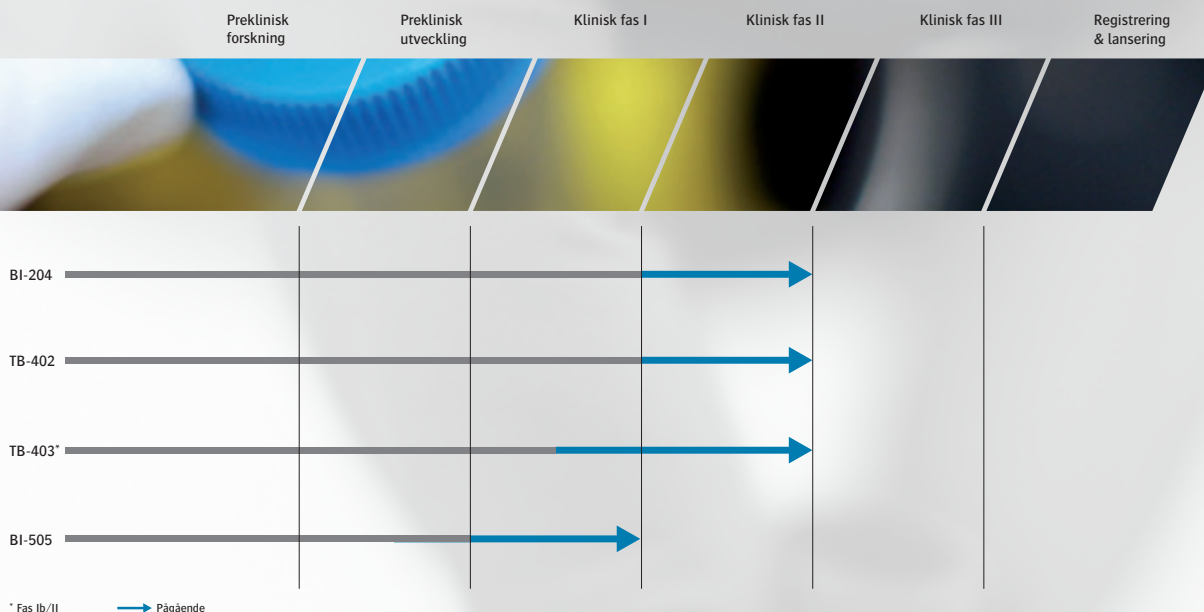 Preklinisk
forskning
Preklinisk
utveckling
Klinisk fas I
Klinisk fas II
Klinisk fas III
Registrering
& lansering
BI-204
TB-402
TB-403*
BI-505
* Fas Ib/II
Pågående